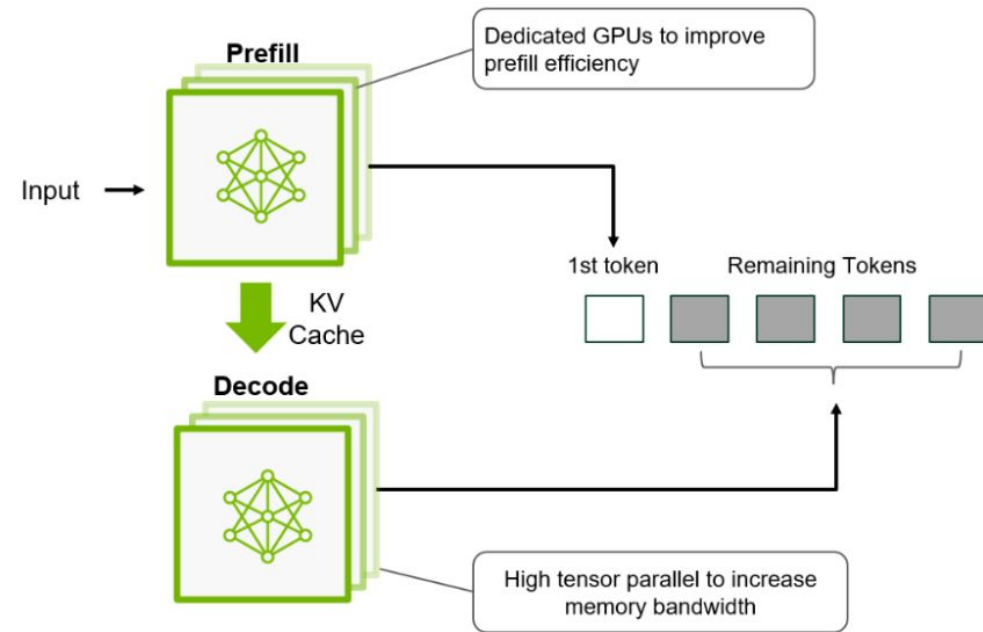 Prefill
Dedicated GPUs to improve
prefill efficiency
Input
1st token
Remaining Tokens
KV
Cache
Decode
High tensor parallel to increase
memory bandwidth